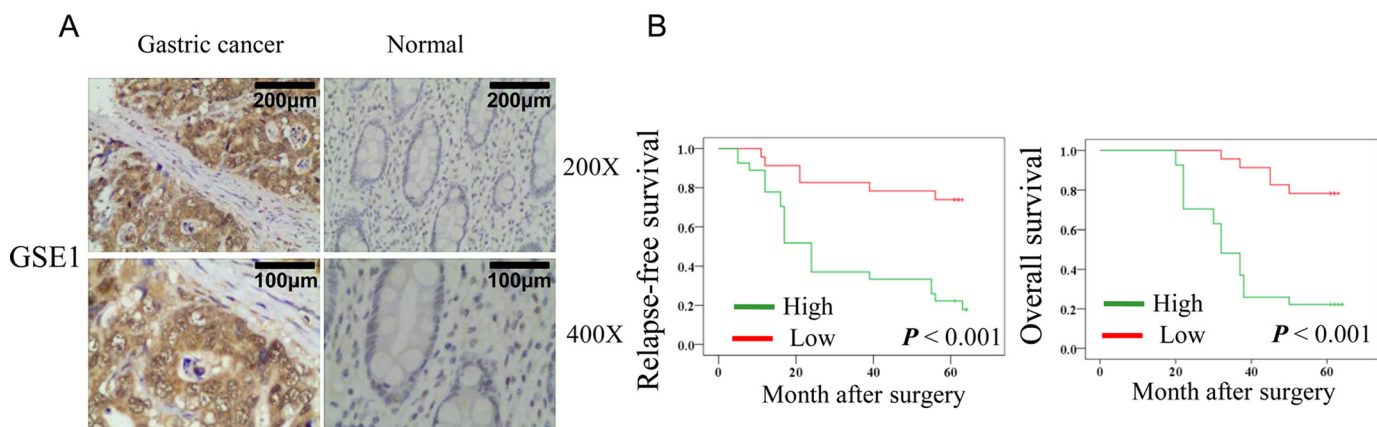 A
Gastric cancer
Normal
200µm
200µm
200X
GSE1
100µm
100µm
400X
B
Relapse-free survival
1.0
0.8
0.6
0.4
0.2
0.0
High
Low
P < 0.001
0
20
40
60
Month after surgery
Overall survival
1.0
0.8
0.6
0.4
0.2
0.0
High
Low
P < 0.001
0
20
40
60
Month after surgery